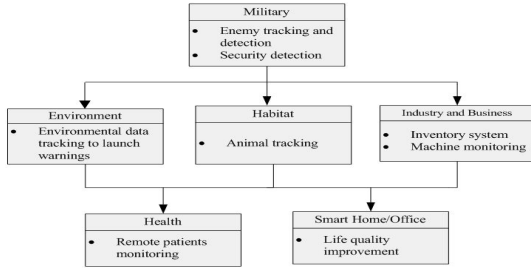 Military
• Enemy tracking and
detection
• Security detection
Environment
• Environmental data
tracking to launch
warnings
Habitat
• Animal tracking
Industry and Business
• Inventory system
• Machine monitoring
Health
• Remote patients
monitoring
Smart Home/Office
• Life quality
improvement